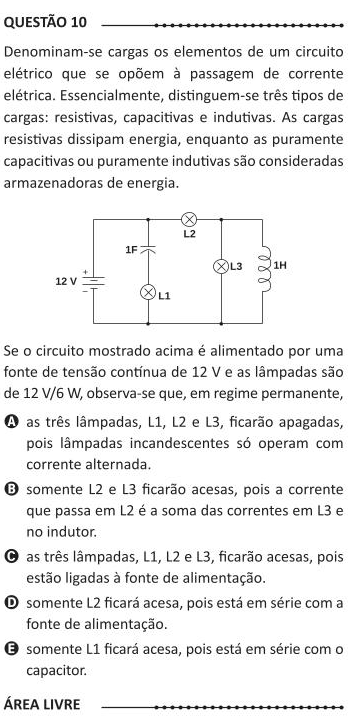 QUESTÃO 10
Denominam-se cargas os elementos de um circuito
elétrico que se opõem à passagem de corrente
elétrica. Essencialmente, distinguem-se três tipos de
cargas: resistivas, capacitivas e indutivas. As cargas
resistivas dissipam energia, enquanto as puramente
capacitivas ou puramente indutivas são consideradas
armazenadoras de energia.
L2
1F
L3
1H
12 V
+
−
L1
Se o circuito mostrado acima é alimentado por uma
fonte de tensão contínua de 12 V e as lâmpadas são
de 12 V/6 W, observa-se que, em regime permanente,
A as três lâmpadas, L1, L2 e L3, ficarão apagadas,
pois lâmpadas incandescentes só operam com
corrente alternada.
B somente L2 e L3 ficarão acesas, pois a corrente
que passa em L2 é a soma das correntes em L3 e
no indutor.
C as três lâmpadas, L1, L2 e L3, ficarão acesas, pois
estão ligadas à fonte de alimentação.
D somente L2 ficará acesa, pois está em série com a
fonte de alimentação.
E somente L1 ficará acesa, pois está em série com o
capacitor.
ÁREA LIVRE